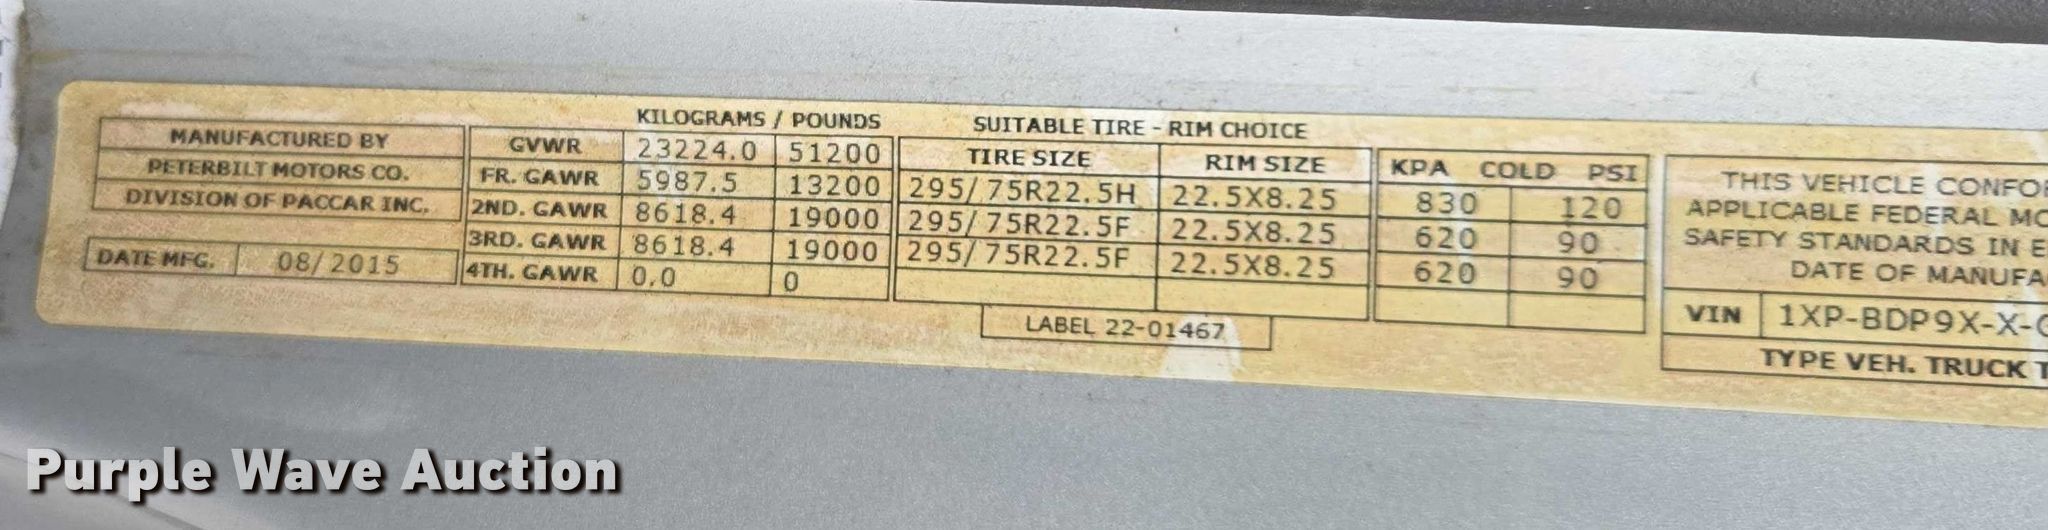 MANUFACTURED BY
PETERBILT MOTORS CO.
DIVISION OF PACCAR INC.
DATE MFG. 08/2015
KILOGRAMS / POUNDS
GVWR 23224.0 51200
FR. GAWR 5987.5 13200
2ND. GAWR 8618.4 19000
3RD. GAWR 8618.4 19000
4TH. GAWR 0.0 0
SUITABLE TIRE - RIM CHOICE
TIRE SIZE RIM SIZE
295/75R22.5H 22.5X8.25
295/75R22.5F 22.5X8.25
295/75R22.5F 22.5X8.25
LABEL 22-01467
KPA COLD PSI
830 120
620 90
620 90
THIS VEHICLE CONFO
APPLICABLE FEDERAL MO
SAFETY STANDARDS IN E
DATE OF MANUFA
VIN 1XP-BDP9X-X-
TYPE VEH. TRUCK T
Purple Wave Auction